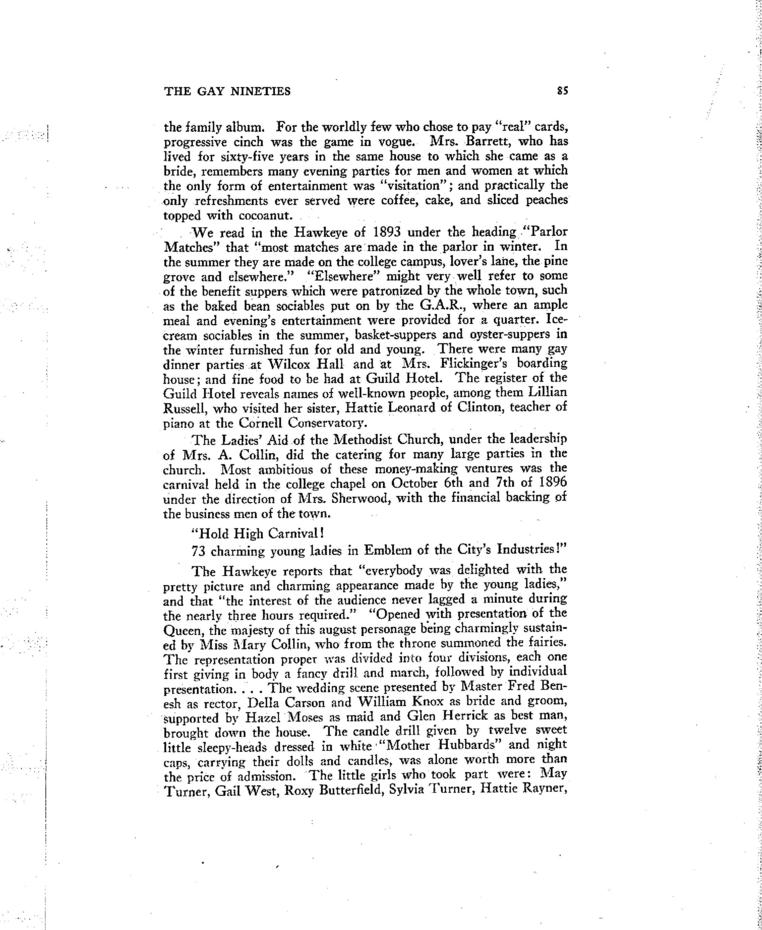 THE GAY NINETIES 85
the family album. For the worldly few who chose to pay "real" cards,
progressive cinch was the game in vogue. Mrs. Barrett, who has
lived for sixty-five years in the same house to which she came as a
bride, remembers many evening parties for men and women at which
the only form of entertainment was "visitation"; and practically the
only refreshments ever served were coffee, cake, and sliced peaches
topped with cocoanut.
We read in the Hawkeye of 1893 under the heading "Parlor
Matches" that "most matches are made in the parlor in winter. In
the summer they are made on the college campus, lover's lane, the pine
grove and elsewhere." "Elsewhere" might very well refer to some
of the benefit suppers which were patronized by the whole town, such
as the baked bean sociables put on by the G.A.R., where an ample
meal and evening's entertainment were provided for a quarter. Ice-
cream sociables in the summer, basket-suppers and oyster-suppers in
the winter furnished fun for old and young. There were many gay
dinner parties at Wilcox Hall and at Mrs. Flickinger's boarding
house; and fine food to be had at Guild Hotel. The register of the
Guild Hotel reveals names of well-known people, among them Lillian
Russell, who visited her sister, Hattie Leonard of Clinton, teacher of
piano at the Cornell Conservatory.
The Ladies' Aid of the Methodist Church, under the leadership
of Mrs. A. Collin, did the catering for many large parties in the
church. Most ambitious of these money-making ventures was the
carnival held in the college chapel on October 6th and 7th of 1896
under the direction of Mrs. Sherwood, with the financial backing of
the business men of the town.
"Hold High Carnival!
73 charming young ladies in Emblem of the City's Industries!"
The Hawkeye reports that "everybody was delighted with the
pretty picture and charming appearance made by the young ladies,"
and that "the interest of the audience never lagged a minute during
the nearly three hours required." "Opened with presentation of the
Queen, the majesty of this august personage being charmingly sustain-
ed by Miss Mary Collin, who from the throne summoned the fairies.
The representation proper was divided into four divisions, each one
first giving in body a fancy drill and march, followed by individual
presentation. . . . The wedding scene presented by Master Fred Ben-
esh as rector, Della Carson and William Knox as bride and groom,
supported by Hazel Moses as maid and Glen Herrick as best man,
brought down the house. The candle drill given by twelve sweet
little sleepy-heads dressed in white "Mother Hubbards" and night
caps, carrying their dolls and candles, was alone worth more than
the price of admission. The little girls who took part were: May
Turner, Gail West, Roxy Butterfield, Sylvia Turner, Hattie Rayner,